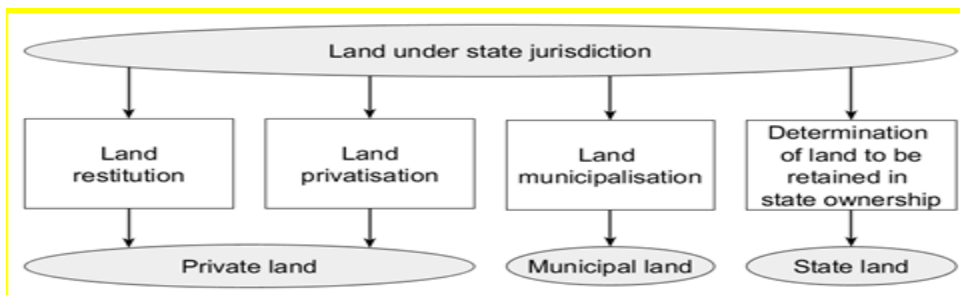 Land under state jurisdiction
Land
restitution
Land
privatisation
Land
municipalisation
Determination
of land to be
retained in
state ownership
Private land
Municipal land
State land